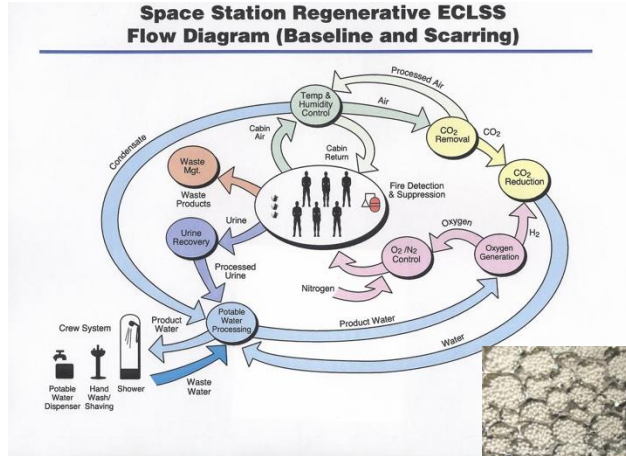 Space Station Regenerative ECLSS
Flow Diagram (Baseline and Scarring)
Processed Air
Temp &
Humidity
Control
Air
CO2
Removal
CO2
CO2
Reduction
Condensate
Cabin
Air
Cabin
Return
Waste
Mgt.
Waste
Products
Fire Detection
& Suppression
Urine
Recovery
Urine
Oxygen
H2
O2 /N2
Control
Oxygen
Generation
Processed
Urine
Nitrogen
Potable
Water
Processing
Product
Water
Product Water
Water
Crew System
Waste
Water
Potable
Water
Dispenser
Hand
Wash/
Shaving
Shower